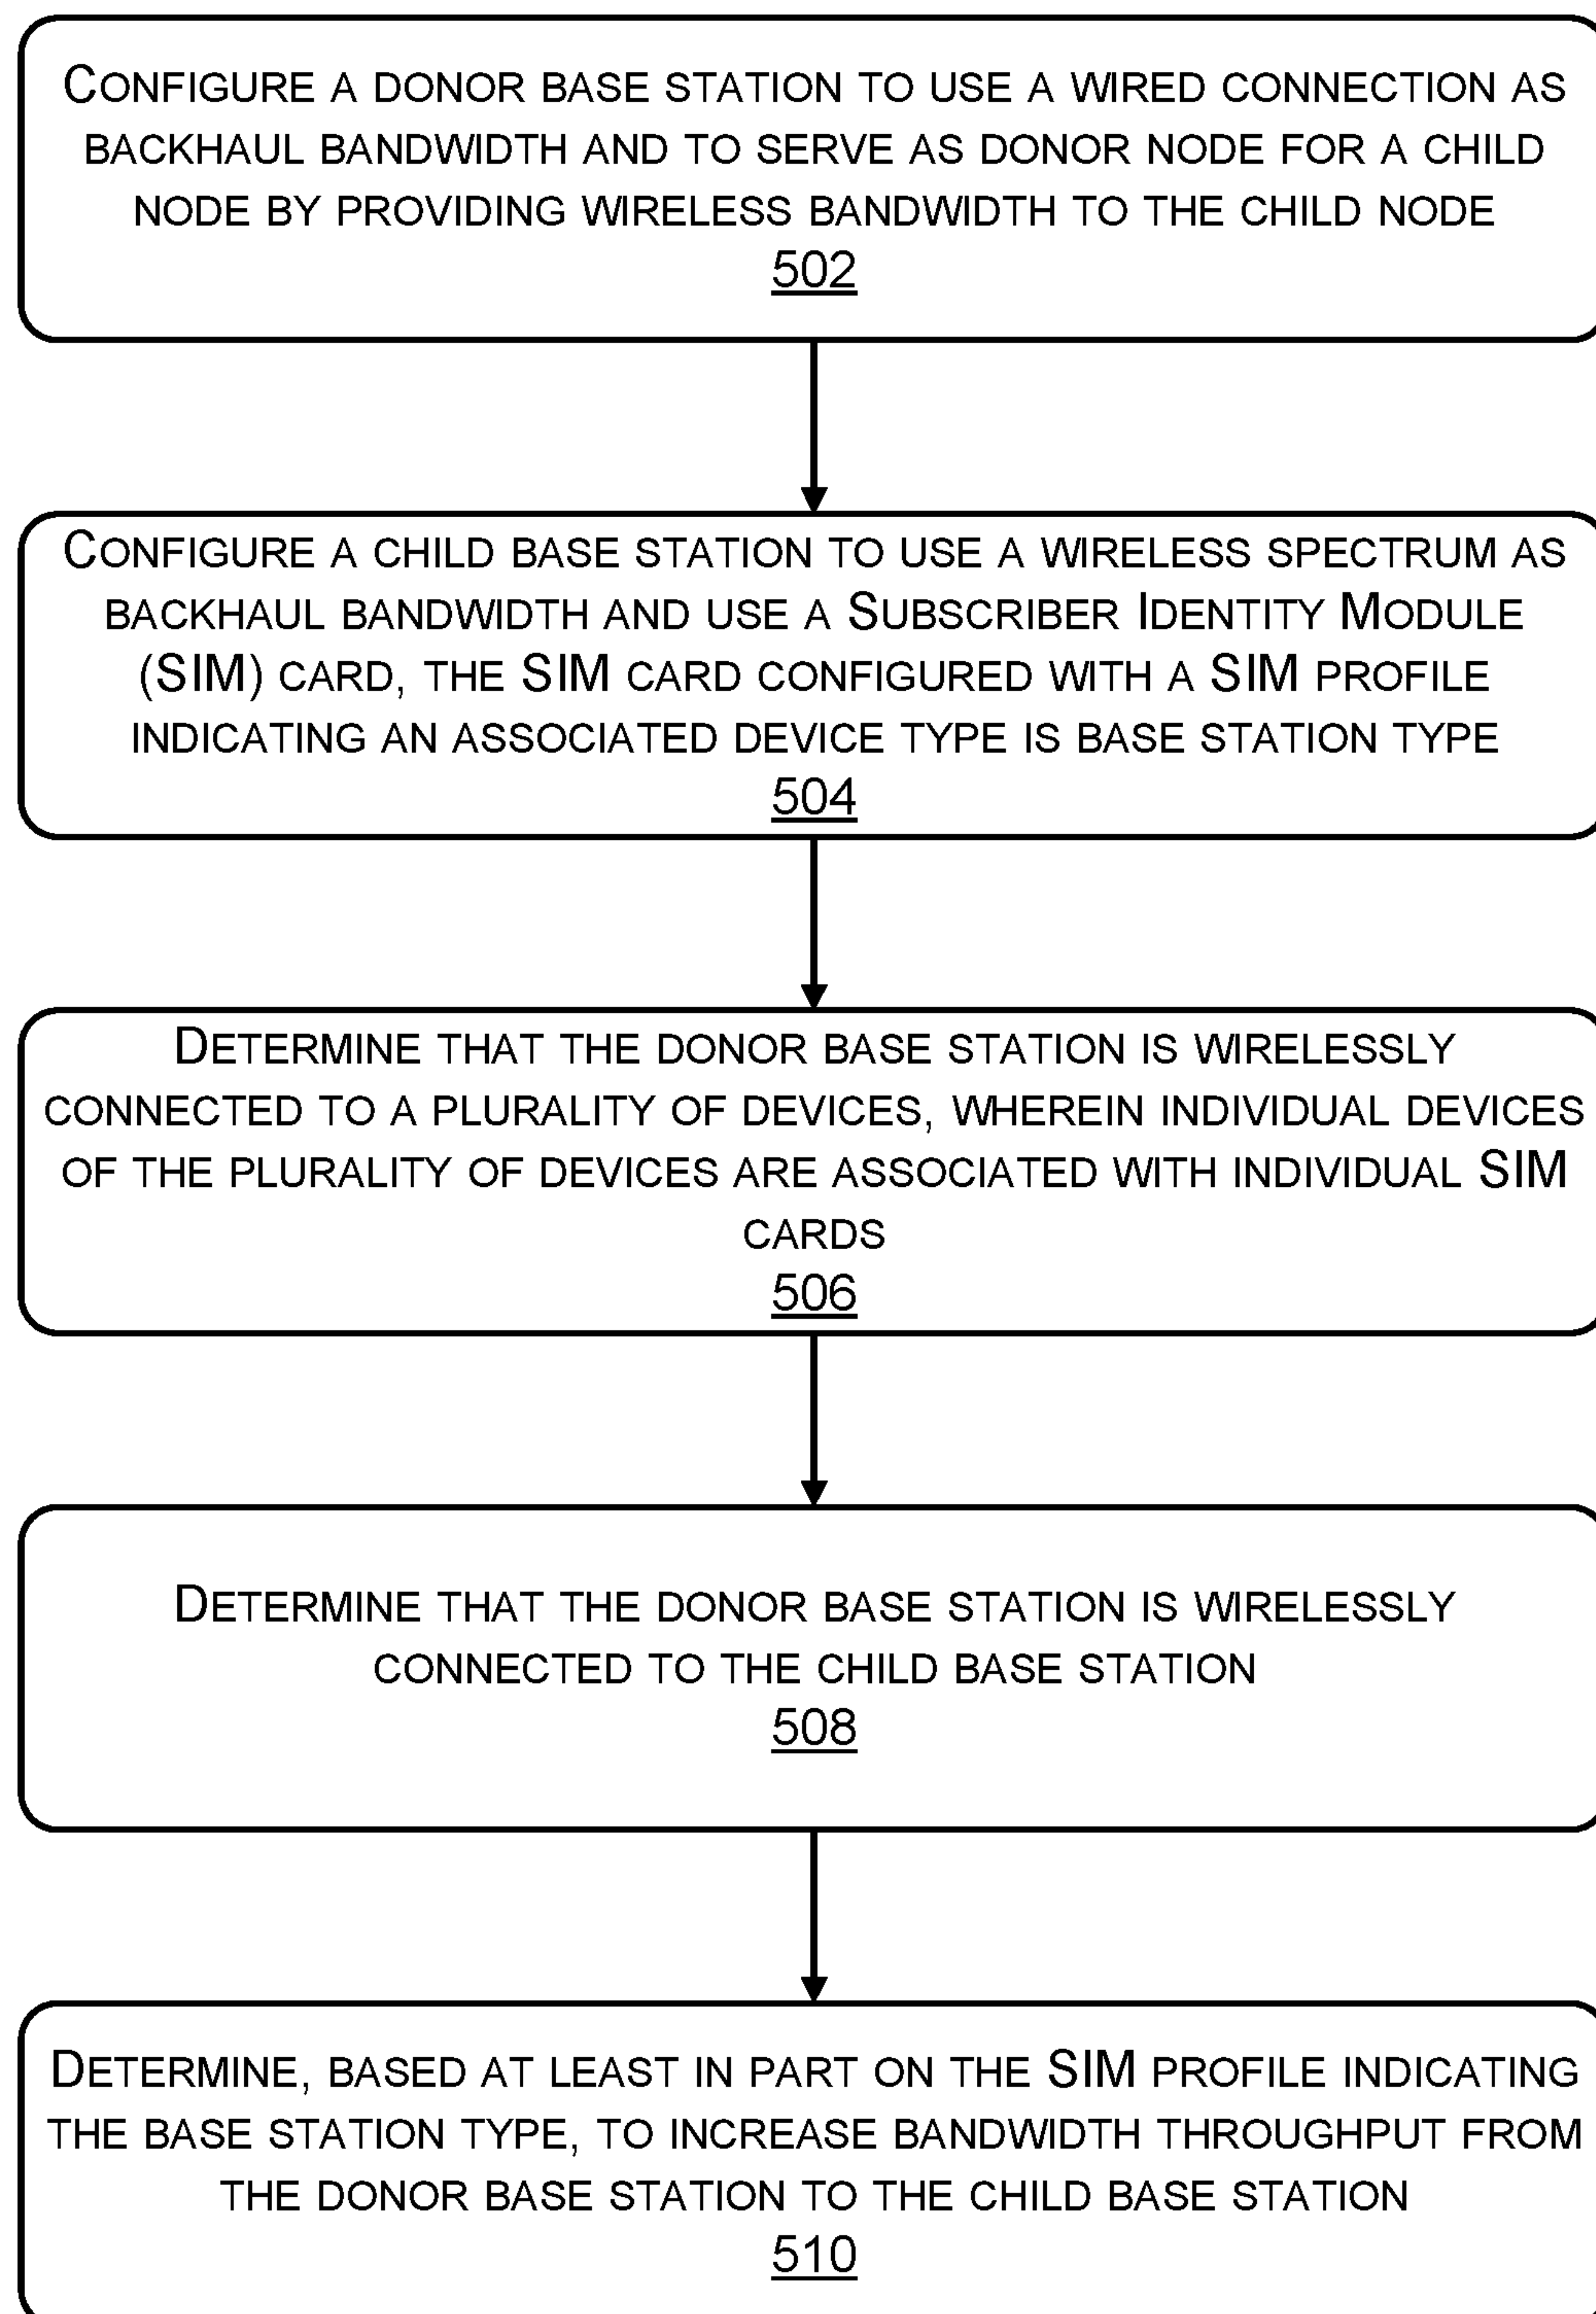 CONFIGURE A DONOR BASE STATION TO USE A WIRED CONNECTION AS
BACKHAUL BANDWIDTH AND TO SERVE AS DONOR NODE FOR A CHILD
NODE BY PROVIDING WIRELESS BANDWIDTH TO THE CHILD NODE
502
CONFIGURE A CHILD BASE STATION TO USE A WIRELESS SPECTRUM AS
BACKHAUL BANDWIDTH AND USE A SUBSCRIBER IDENTITY MODULE
(SIM) CARD, THE SIM CARD CONFIGURED WITH A SIM PROFILE
INDICATING AN ASSOCIATED DEVICE TYPE IS BASE STATION TYPE
504
DETERMINE THAT THE DONOR BASE STATION IS WIRELESSLY
CONNECTED TO A PLURALITY OF DEVICES, WHEREIN INDIVIDUAL DEVICES
OF THE PLURALITY OF DEVICES ARE ASSOCIATED WITH INDIVIDUAL SIM
CARDS
506
DETERMINE THAT THE DONOR BASE STATION IS WIRELESSLY
CONNECTED TO THE CHILD BASE STATION
508
DETERMINE, BASED AT LEAST IN PART ON THE SIM PROFILE INDICATING
THE BASE STATION TYPE, TO INCREASE BANDWIDTH THROUGHPUT FROM
THE DONOR BASE STATION TO THE CHILD BASE STATION
510